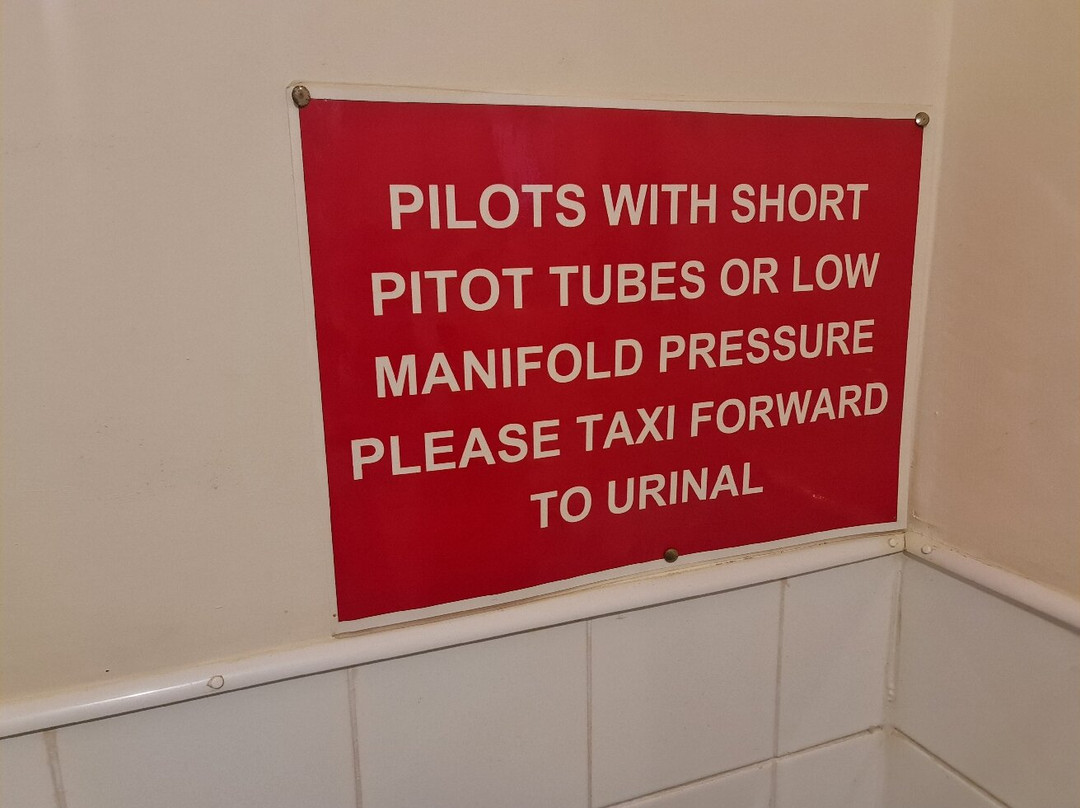 PILOTS WITH SHORT
PITOT TUBES OR LOW
MANIFOLD PRESSURE
PLEASE TAXI FORWARD
TO URINAL